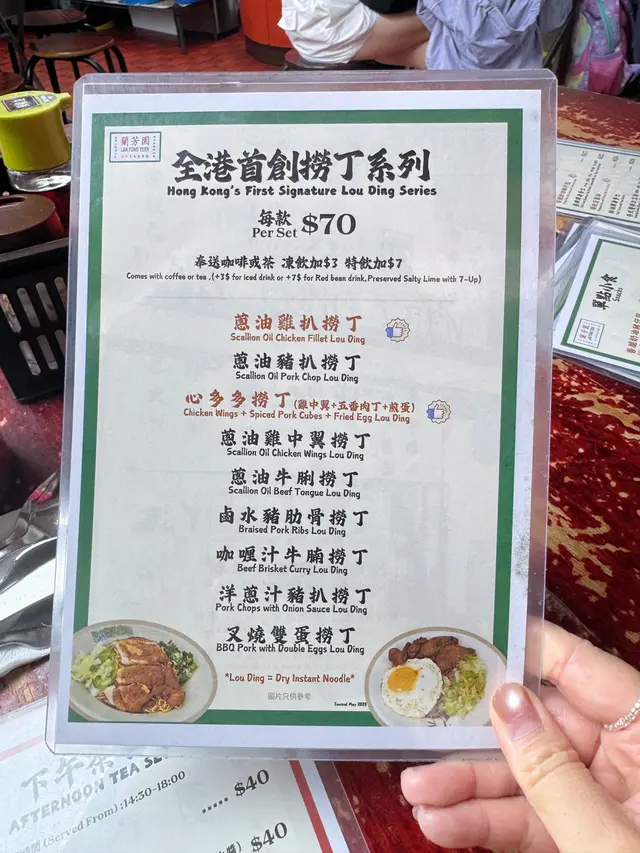 蘭芳園
LAN FONG YUEN
全港首創撈丁系列
Hong Kong's First Signature Lou Ding Series
每款
Per Set $70
奉送咖啡或茶 凍飲加$3 特飲加$7
Comes with coffee or tea .(+3$ for iced drink or +7$ for Red bean drink,Preserved Salty Lime with 7-Up)
蔥油雞扒撈丁
Scallion Oil Chicken Fillet Lou Ding
蔥油豬扒撈丁
Scallion Oil Pork Chop Lou Ding
心多多撈丁(雞中翼+五香肉丁+煎蛋)
Chicken Wings + Spiced Pork Cubes + Fried Egg Lou Ding
蔥油雞中翼撈丁
Scallion Oil Chicken Wings Lou Ding
蔥油牛脷撈丁
Scallion Oil Beef Tongue Lou Ding
鹵水豬肋骨撈丁
Braised Pork Ribs Lou Ding
咖喱汁牛腩撈丁
Beef Brisket Curry Lou Ding
洋蔥汁豬扒撈丁
Pork Chops with Onion Sauce Lou Ding
叉燒雙蛋撈丁
BBQ Pork with Double Eggs Lou Ding
*Lou Ding = Dry Instant Noodle*
圖片只供參考
Central May 2025
單點小食
Snacks
下午茶
AFTERNOON TEA SE
(Served From) :14:30-18:00
..... $40
$40